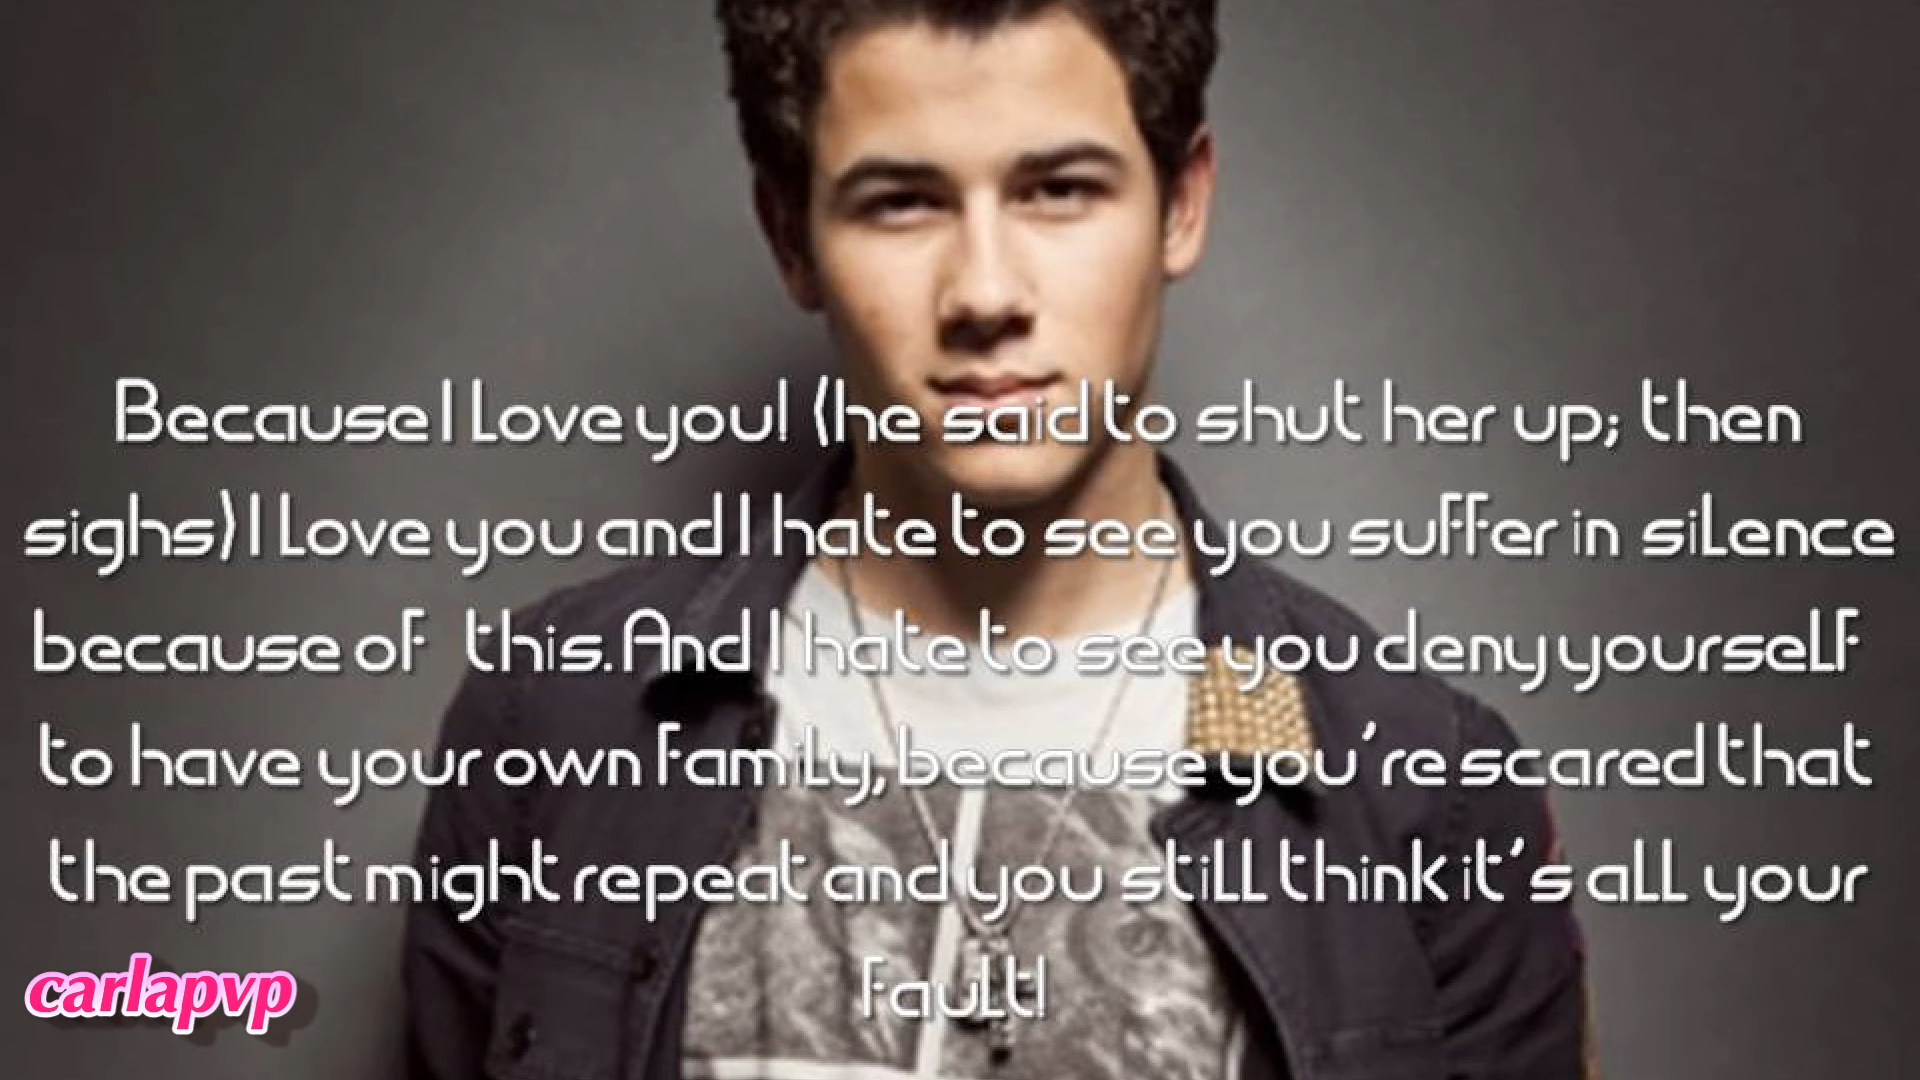 Because I Love you! (he said to shut her up; then
sighs) I Love you and I hate to see you suffer in silence
because of this. And I hate to see you deny yourself
to have your own family, because you're scared that
the past might repeat and you still think it's all your
fault!
carlapvp